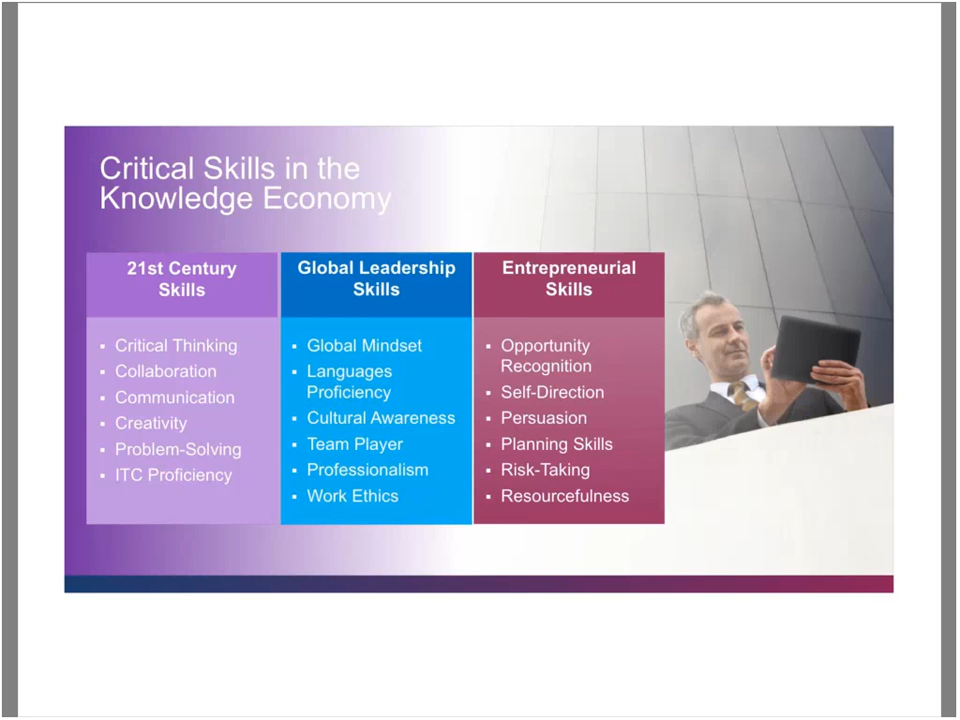 Critical Skills in the
Knowledge Economy
21st Century
Skills
▪ Critical Thinking
▪ Collaboration
▪ Communication
▪ Creativity
▪ Problem-Solving
▪ ITC Proficiency
Global Leadership
Skills
▪ Global Mindset
▪ Languages
Proficiency
▪ Cultural Awareness
▪ Team Player
▪ Professionalism
▪ Work Ethics
Entrepreneurial
Skills
▪ Opportunity
Recognition
▪ Self-Direction
▪ Persuasion
▪ Planning Skills
▪ Risk-Taking
▪ Resourcefulness